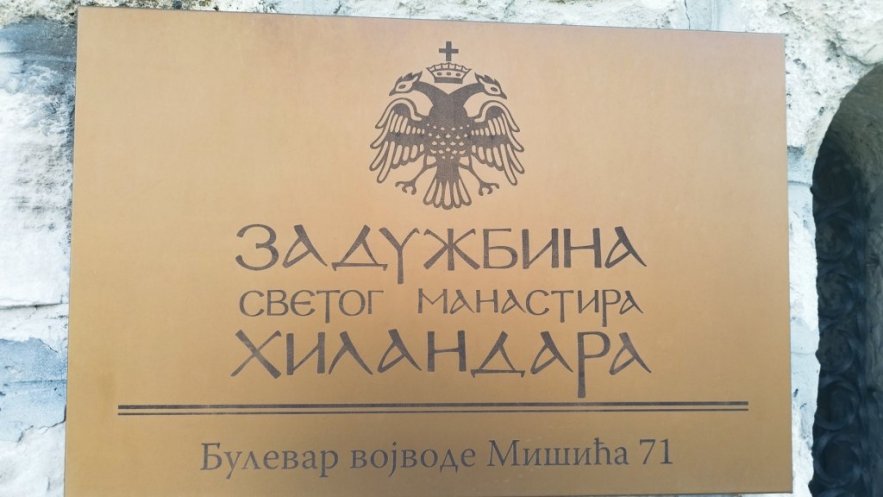 ЗАДУЖБИНА
СВЕТОГ МАНАСТИРА
ХИЛАНДАРА
Булевар војводе Мишића 71